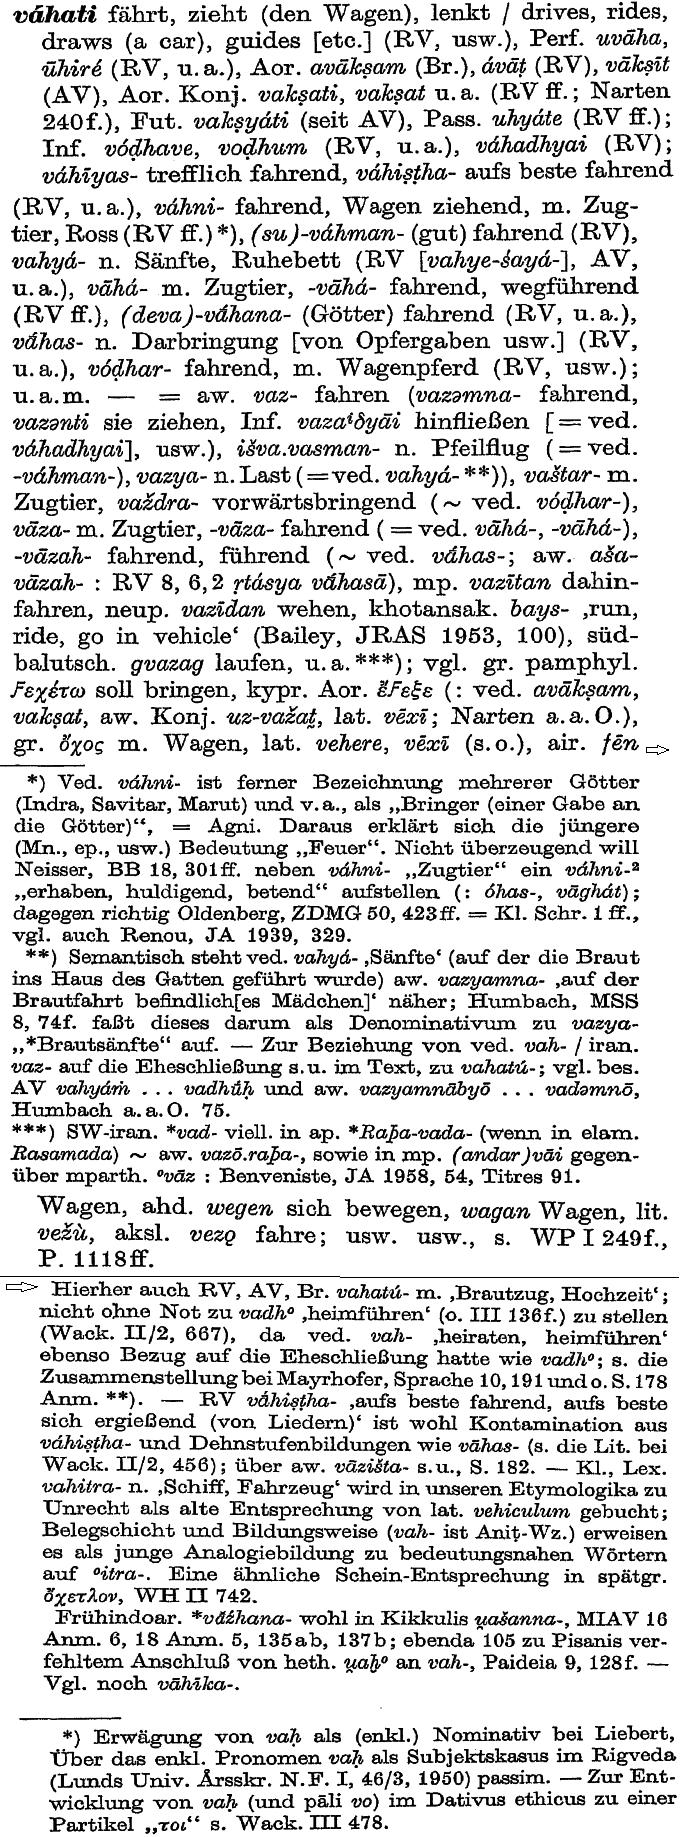 váhati fährt, zieht (den Wagen), lenkt / drives, rides,
draws (a car), guides [etc.] (RV, usw.), Perf. uvāha,
ūhiré (RV, u. a.), Aor. avākṣam (Br.), ávāṭ (RV), vākṣīt
(AV), Aor. Konj. vakṣati, vakṣat u. a. (RV ff.; Narten
240 f.), Fut. vakṣyáti (seit AV), Pass. uhyáte (RV ff.);
Inf. vóḍhave, voḍhum (RV, u. a.), váhadhyai (RV);
váhīyas- trefflich fahrend, váhiṣṭha- aufs beste fahrend
(RV, u. a.), váhni- fahrend, Wagen ziehend, m. Zug-
tier, Ross (RV ff.) *), (su)-váhman- (gut) fahrend (RV),
vahyá- n. Sänfte, Ruhebett (RV [vahye-śayá-], AV,
u. a.), vāhá- m. Zugtier, -vāhá- fahrend, wegführend
(RV ff.), (deva)-vā́hana- (Götter) fahrend (RV, u. a.),
vā́has- n. Darbringung [von Opfergaben usw.] (RV,
u. a.), vóḍhar- fahrend, m. Wagenpferd (RV, usw.);
u. a. m. — = aw. vaz- fahren (vazəmna- fahrend,
vazənti sie ziehen, Inf. vazaⁱδyāi hinfließen [= ved.
váhadhyai], usw.), išva.vasman- n. Pfeilflug (= ved.
-váhman-), vazya- n. Last (= ved. vahyá- **)), vaštar- m.
Zugtier, važdra- vorwärtsbringend (~ ved. vóḍhar-),
vāza- m. Zugtier, -vāza- fahrend ( = ved. vāhá-, -vāhá-),
-vāzah- fahrend, führend (~ ved. vā́has-; aw. aša-
vāzah- : RV 8, 6, 2 ṛtásya vā́hasā), mp. vazītan dahin-
fahren, neup. vazīdan wehen, khotansak. bays- ‚run,
ride, go in vehicle‘ (Bailey, JRAS 1953, 100), süd-
balutsch. gvazag laufen, u. a. ***); vgl. gr. pamphyl.
ϝεχέτω soll bringen, kypr. Aor. ἔϝεξε (: ved. avākṣam,
vakṣat, aw. Konj. uz-važat̰, lat. vēxī; Narten a. a. O.),
gr. ὄχος m. Wagen, lat. vehere, vēxī (s. o.), air. fēn ⇨
*) Ved. váhni- ist ferner Bezeichnung mehrerer Götter
(Indra, Savitar, Marut) und v. a., als „Bringer (einer Gabe an
die Götter)“, = Agni. Daraus erklärt sich die jüngere
(Mn., ep., usw.) Bedeutung „Feuer“. Nicht überzeugend will
Neisser, BB 18, 301 ff. neben váhni- „Zugtier“ ein váhni-²
„erhaben, huldigend, betend“ aufstellen (: óhas-, vāghát);
dagegen richtig Oldenberg, ZDMG 50, 423 ff. = Kl. Schr. 1 ff.,
vgl. auch Renou, JA 1939, 329.
**) Semantisch steht ved. vahyá- ‚Sänfte‘ (auf der die Braut
ins Haus des Gatten geführt wurde) aw. vazyamna- ‚auf der
Brautfahrt befindlich[es Mädchen]‘ näher; Humbach, MSS
8, 74f. faßt dieses darum als Denominativum zu vazya-
„*Brautsänfte“ auf. — Zur Beziehung von ved. vah- / iran.
vaz- auf die Eheschließung s. u. im Text, zu vahatú-; vgl. bes.
AV vahyáṁ . . . vadhū́ḥ und aw. vazyamnābyō . . . vadəmnō,
Humbach a. a. O. 75.
***) SW-iran. *vad- viell. in ap. *Raþa-vada- (wenn in elam.
Rasamada) ~ aw. vazō.raþa-, sowie in mp. (andar)vāi gegen-
über mparth. °vāz : Benveniste, JA 1958, 54, Titres 91.
Wagen, ahd. wegen sich bewegen, wagan Wagen, lit.
vežù, aksl. vezǫ fahre; usw. usw., s. WP I 249f.,
P. 1118ff.
⇨ Hierher auch RV, AV, Br. vahatú- m. ‚Brautzug, Hochzeit‘;
nicht ohne Not zu vadh° ‚heimführen‘ (o. III 136f.) zu stellen
(Wack. II/2, 667), da ved. vah- ‚heiraten, heimführen‘
ebenso Bezug auf die Eheschließung hatte wie vadh°; s. die
Zusammenstellung bei Mayrhofer, Sprache 10, 191 und o. S. 178
Anm. **). — RV vā́hiṣṭha- ‚aufs beste fahrend, aufs beste
sich ergießend (von Liedern)‘ ist wohl Kontamination aus
váhiṣṭha- und Dehnstufenbildungen wie vāhas- (s. die Lit. bei
Wack. II/2, 456); über aw. vāzišta- s. u., S. 182. — Kl., Lex.
vahitra- n. ‚Schiff, Fahrzeug‘ wird in unseren Etymologika zu
Unrecht als alte Entsprechung von lat. vehiculum gebucht;
Belegschicht und Bildungsweise (vah- ist Aniṭ-Wz.) erweisen
es als junge Analogiebildung zu bedeutungsnahen Wörtern
auf °itra-. Eine ähnliche Schein-Entsprechung in spätgr.
ὄχετλον, WH II 742.
Frühindoar. *vā̆źhana- wohl in Kikkulis u̯ašanna-, MIAV 16
Anm. 6, 18 Anm. 5, 135ab, 137b; ebenda 105 zu Pisanis ver-
fehltem Anschluß von heth. u̯aḫ° an vah-, Paideia 9, 128f. —
Vgl. noch vāhīka-.
*) Erwägung von vaḥ als (enkl.) Nominativ bei Liebert,
Über das enkl. Pronomen vaḥ als Subjektskasus im Rigveda
(Lunds Univ. Årsskr. N.F. I, 46/3, 1950) passim. — Zur Ent-
wicklung von vaḥ (und pāli vo) im Dativus ethicus zu einer
Partikel „τοι“ s. Wack. III 478.